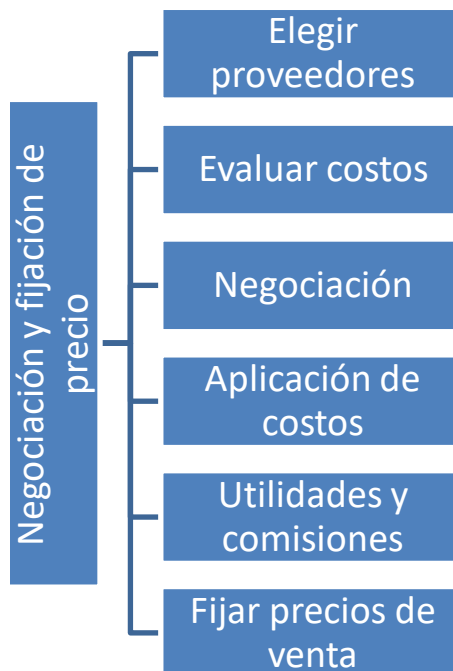 Negociación y fijación de
precio
Elegir
proveedores
Evaluar costos
Negociación
Aplicación de
costos
Utilidades y
comisiones
Fijar precios de
venta